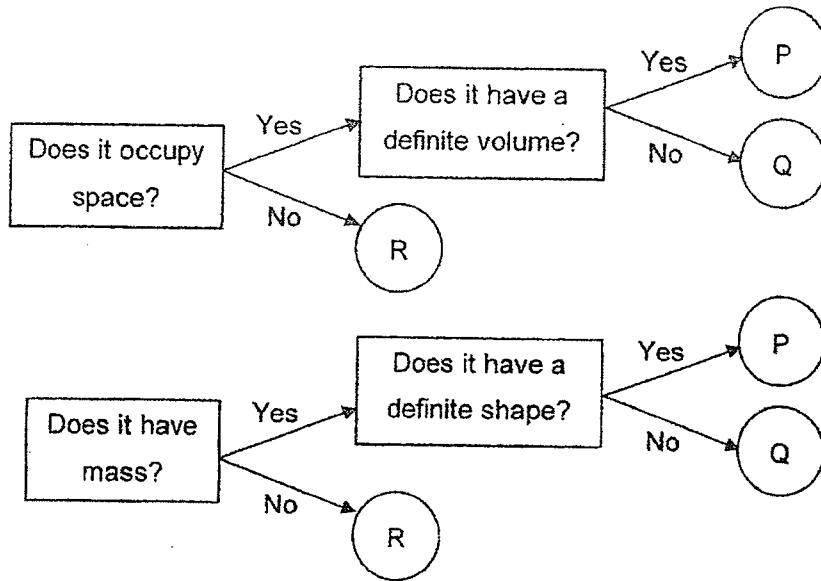 Does it occupy
space?
Yes
No
R
Does it have a
definite volume?
Yes
No
P
Q
Does it have
mass?
Yes
No
R
Does it have a
definite shape?
Yes
No
P
Q